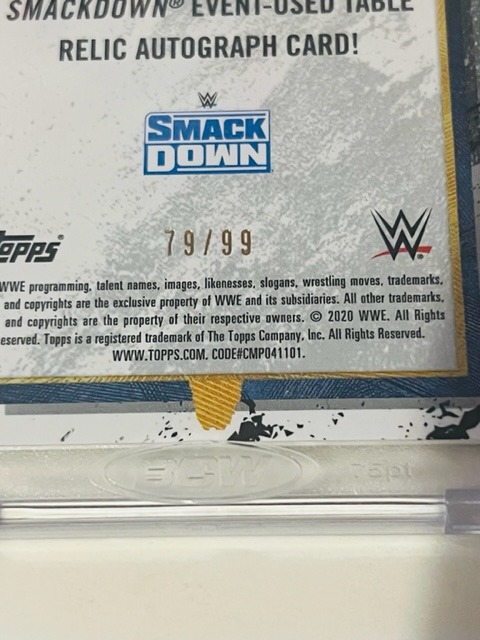 SMACKDOWN® EVENT-USED TABLE
RELIC AUTOGRAPH CARD!
W
SMACK
DOWN
TOPPS®
79/99
W
WWE programming, talent names, images, likenesses, slogans, wrestling moves, trademarks,
and copyrights are the exclusive property of WWE and its subsidiaries. All other trademarks,
and copyrights are the property of their respective owners. © 2020 WWE. All Rights
eserved. Topps is a registered trademark of The Topps Company, Inc. All Rights Reserved.
WWW.TOPPS.COM. CODE#CMP041101.
BCW
75pt